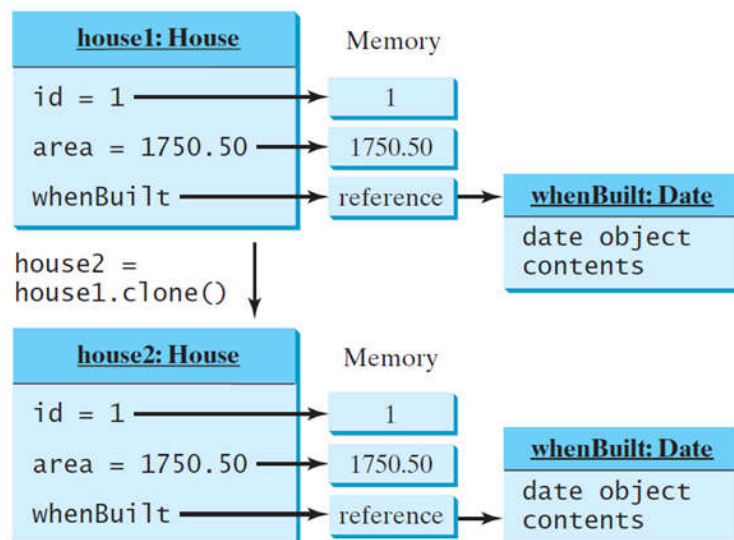 house1: House
Memory
id = 1
1
area = 1750.50
1750.50
whenBuilt
reference
whenBuilt: Date
date object
contents
house2 =
house1.clone()
house2: House
Memory
id = 1
1
area = 1750.50
1750.50
whenBuilt
reference
whenBuilt: Date
date object
contents